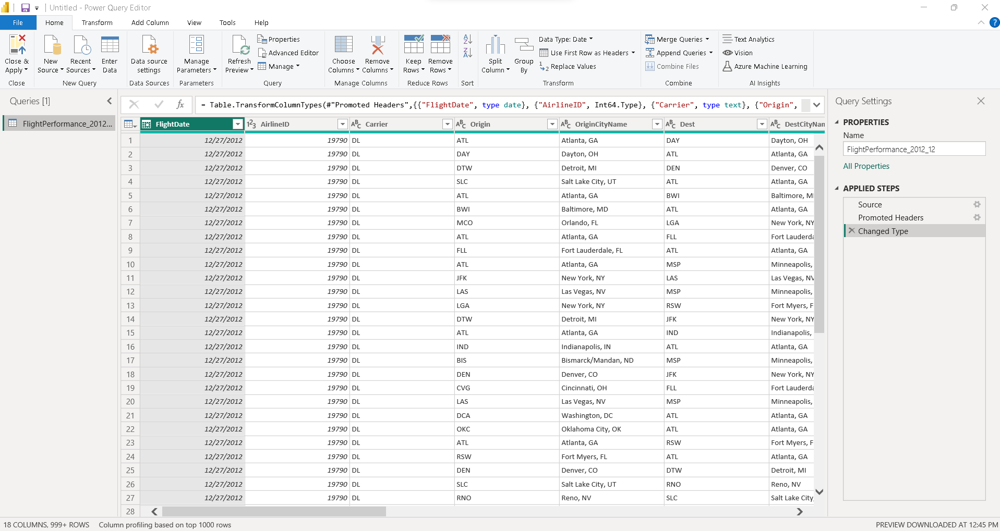 Untitled - Power Query Editor
File Home Transform Add Column View Tools Help
Close & Apply
Close
New Source
Recent Sources
Enter Data
New Query
Data source settings
Data Sources
Manage Parameters
Parameters
Refresh Preview
Properties
Advanced Editor
Manage
Query
Choose Columns
Remove Columns
Manage Columns
Keep Rows
Remove Rows
Reduce Rows
Sort
Split Column
Group By
Data Type: Date
Use First Row as Headers
Replace Values
Transform
Merge Queries
Append Queries
Combine Files
Combine
Text Analytics
Vision
Azure Machine Learning
AI Insights
Queries [1]
FlightPerformance_2012...
fx = Table.TransformColumnTypes(#"Promoted Headers",{{"FlightDate", type date}, {"AirlineID", Int64.Type}, {"Carrier", type text}, {"Origin",
FlightDate 123 AirlineID ABC Carrier ABC Origin ABC OriginCityName ABC Dest ABC DestCityNam
1 12/27/2012 19790 DL ATL Atlanta, GA DAY Dayton, OH
2 12/27/2012 19790 DL DAY Dayton, OH ATL Atlanta, GA
3 12/27/2012 19790 DL DTW Detroit, MI DEN Denver, CO
4 12/27/2012 19790 DL SLC Salt Lake City, UT ATL Atlanta, GA
5 12/27/2012 19790 DL ATL Atlanta, GA BWI Baltimore, M
6 12/27/2012 19790 DL BWI Baltimore, MD ATL Atlanta, GA
7 12/27/2012 19790 DL MCO Orlando, FL LGA New York, NY
8 12/27/2012 19790 DL ATL Atlanta, GA FLL Fort Lauderda
9 12/27/2012 19790 DL FLL Fort Lauderdale, FL ATL Atlanta, GA
10 12/27/2012 19790 DL ATL Atlanta, GA MSP Minneapolis,
11 12/27/2012 19790 DL JFK New York, NY LAS Las Vegas, NV
12 12/27/2012 19790 DL LAS Las Vegas, NV MSP Minneapolis,
13 12/27/2012 19790 DL LGA New York, NY RSW Fort Myers, F
14 12/27/2012 19790 DL DTW Detroit, MI JFK New York, NY
15 12/27/2012 19790 DL ATL Atlanta, GA IND Indianapolis,
16 12/27/2012 19790 DL IND Indianapolis, IN ATL Atlanta, GA
17 12/27/2012 19790 DL BIS Bismarck/Mandan, ND MSP Minneapolis,
18 12/27/2012 19790 DL DEN Denver, CO JFK New York, NY
19 12/27/2012 19790 DL CVG Cincinnati, OH FLL Fort Lauderda
20 12/27/2012 19790 DL LAS Las Vegas, NV MSP Minneapolis,
21 12/27/2012 19790 DL DCA Washington, DC ATL Atlanta, GA
22 12/27/2012 19790 DL OKC Oklahoma City, OK ATL Atlanta, GA
23 12/27/2012 19790 DL ATL Atlanta, GA RSW Fort Myers, F
24 12/27/2012 19790 DL RSW Fort Myers, FL ATL Atlanta, GA
25 12/27/2012 19790 DL DEN Denver, CO DTW Detroit, MI
26 12/27/2012 19790 DL SLC Salt Lake City, UT RNO Reno, NV
27 12/27/2012 19790 DL RNO Reno, NV SLC Salt Lake City,
28
Query Settings
PROPERTIES
Name
FlightPerformance_2012_12
All Properties
APPLIED STEPS
Source
Promoted Headers
Changed Type
18 COLUMNS, 999+ ROWS Column profiling based on top 1000 rows
PREVIEW DOWNLOADED AT 12:45 PM